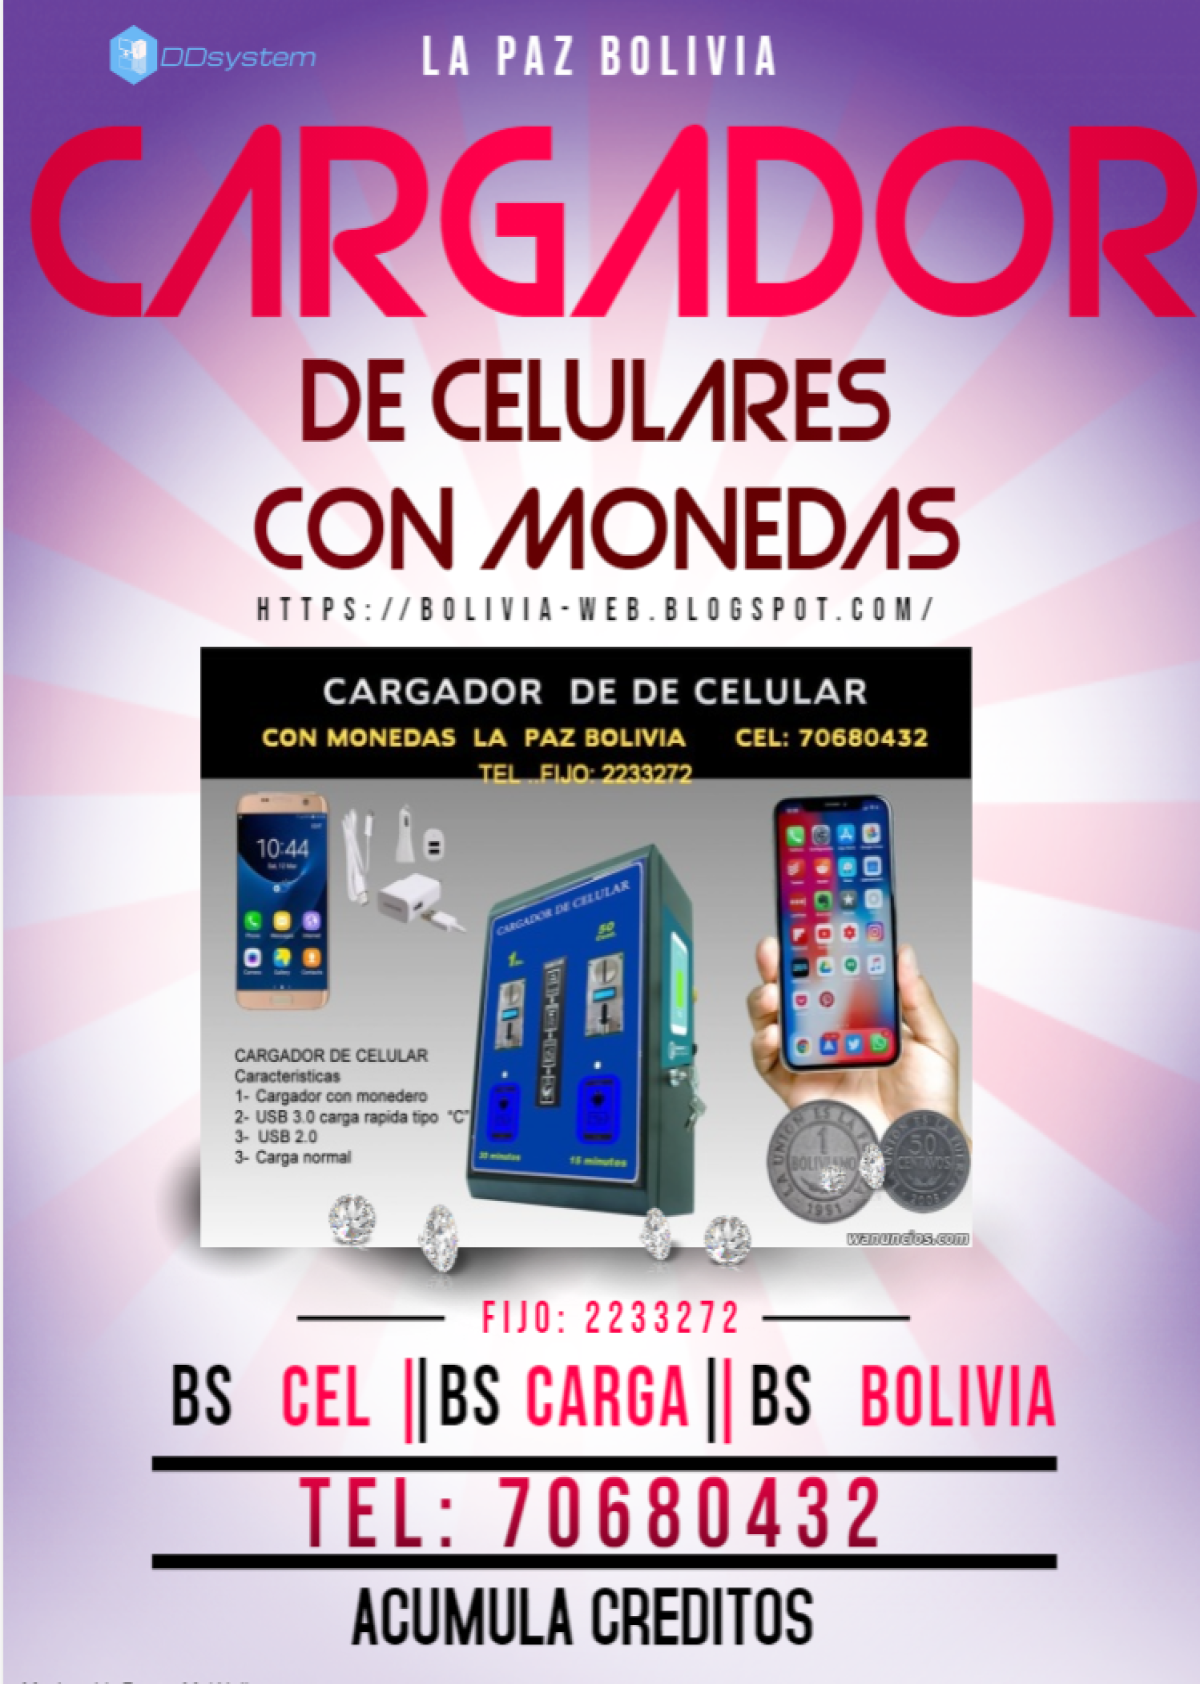 DDsystem
LA PAZ BOLIVIA
CARGADOR
DE CELULARES
CON MONEDAS
HTTPS://BOLIVIA-WEB.BLOGSPOT.COM/
CARGADOR DE DE CELULAR
CON MONEDAS LA PAZ BOLIVIA CEL: 70680432
TEL ..FIJO: 2233272
10:44
CARGADOR DE CELULAR
1
50
30 minutos
15 minutos
CARGADOR DE CELULAR
Caracteristicas
1- Cargador con monedero
2- USB 3.0 carga rapida tipo "C"
3- USB 2.0
3- Carga normal
LA UNION ES LA
1
BOLIVIANO
1991
50
CENTAVOS
2008
wanuncios.com
FIJO: 2233272
BS CEL ||BS CARGA|| BS BOLIVIA
TEL: 70680432
ACUMULA CREDITOS